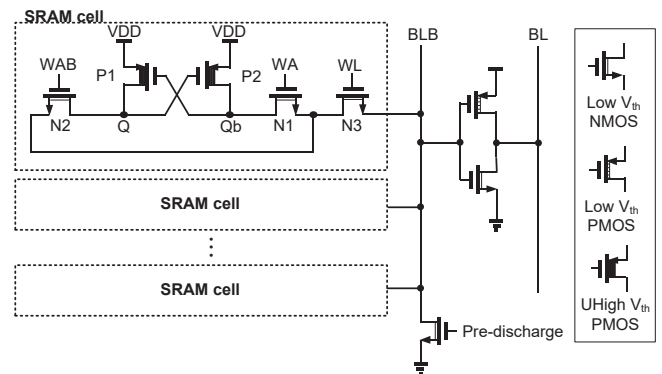 SRAM cell
VDD VDD
BLB BL
WAB P1 P2 WA WL
N2 Q Qb N1 N3
Low Vth
NMOS
SRAM cell
Low Vth
PMOS
SRAM cell
UHigh Vth
PMOS
Pre-discharge